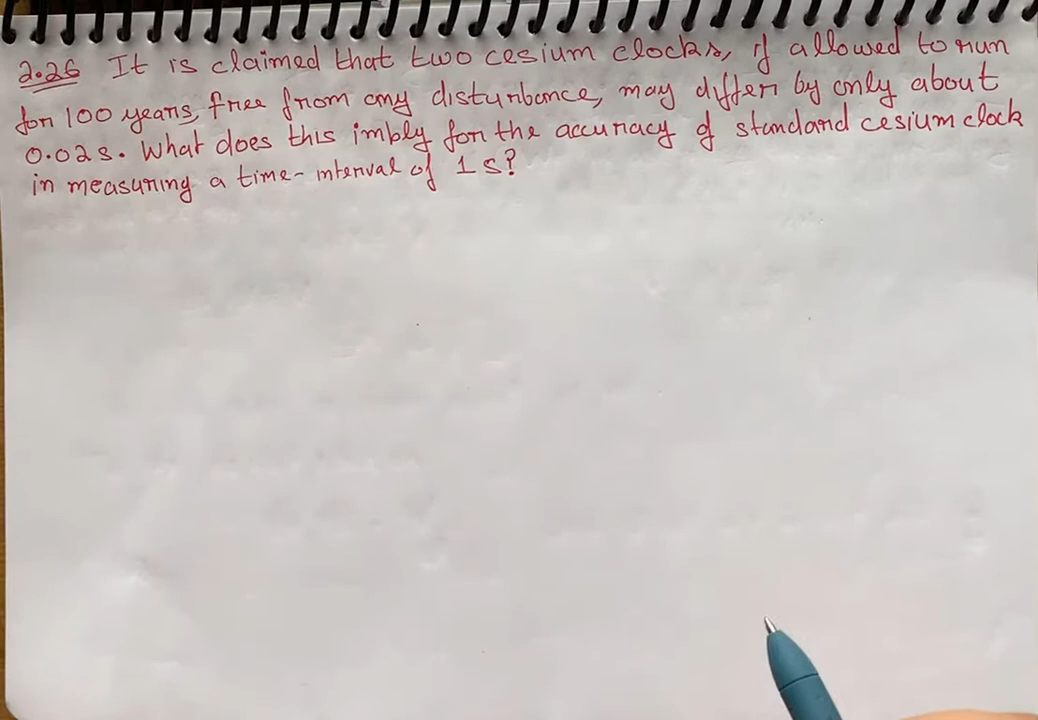 2.26 It is claimed that two cesium clocks, if allowed to run
for 100 years, free from any disturbance, may differ by only about
0.02 s. What does this imply for the accuracy of standard cesium clock
in measuring a time-interval of 1 s?